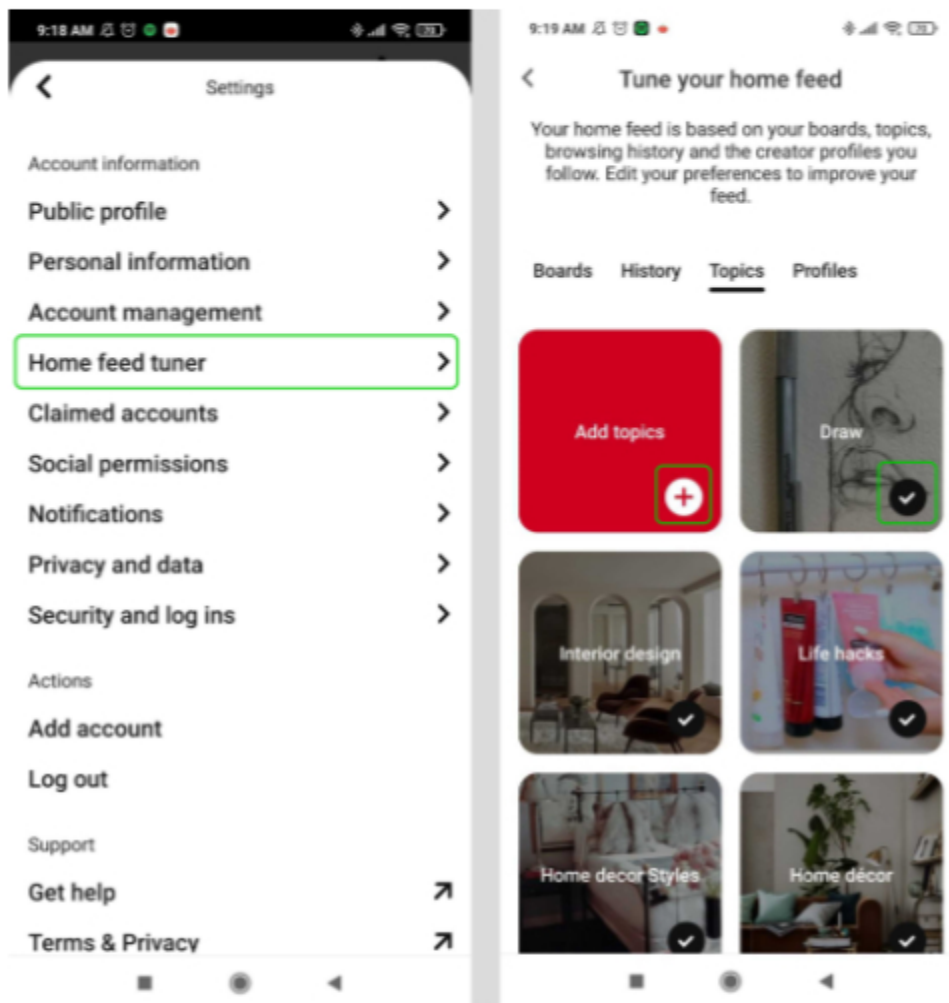 9:18 AM
70
Settings
Account information
Public profile
Personal information
Account management
Home feed tuner
Claimed accounts
Social permissions
Notifications
Privacy and data
Security and log ins
Actions
Add account
Log out
Support
Get help
Terms & Privacy
9:19 AM
Tune your home feed
Your home feed is based on your boards, topics,
browsing history and the creator profiles you
follow. Edit your preferences to improve your
feed.
Boards History Topics Profiles
Add topics
Draw
Interior design
Life hacks
Home decor Styles
Home décor